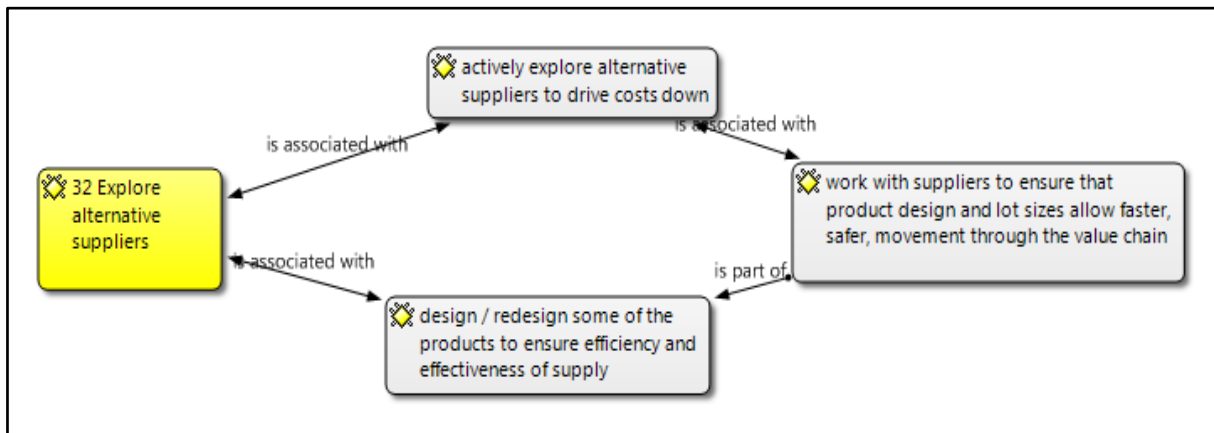 actively explore alternative
suppliers to drive costs down
is associated with
is associated with
32 Explore
alternative
suppliers
work with suppliers to ensure that
product design and lot sizes allow faster,
safer, movement through the value chain
is associated with
is part of
design / redesign some of the
products to ensure efficiency and
effectiveness of supply